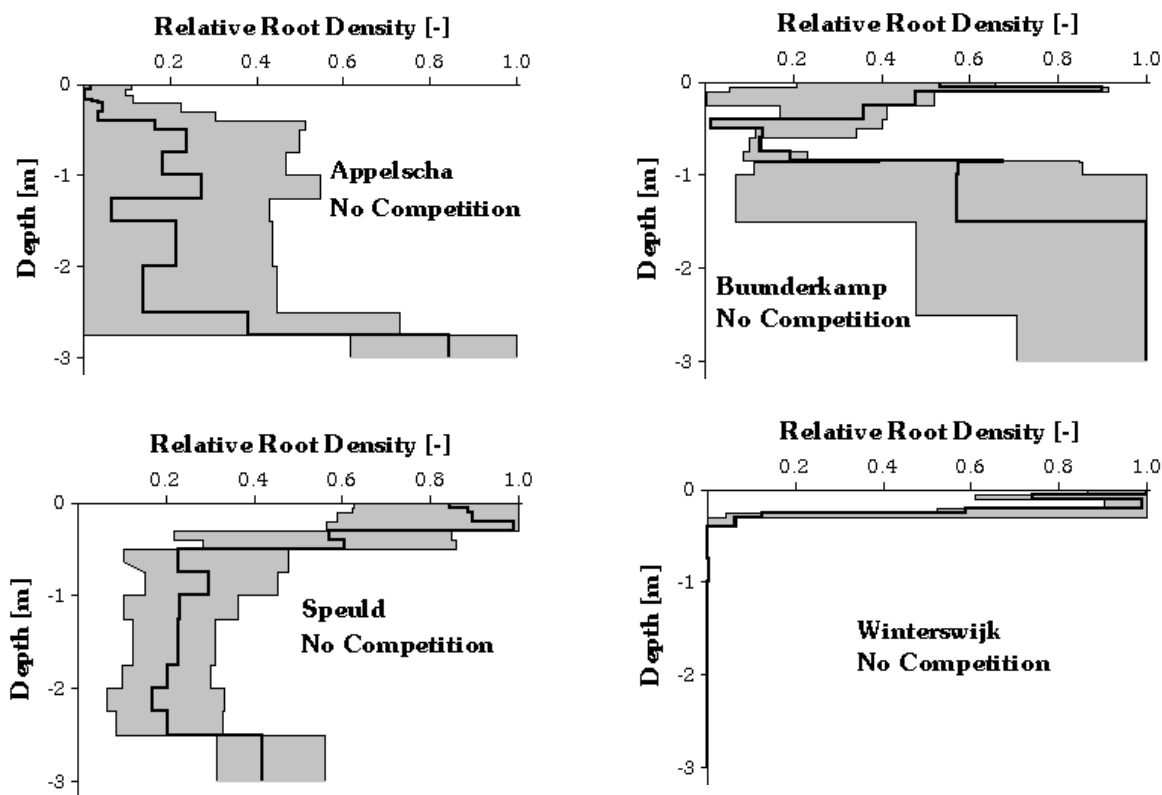 Relative Root Density [-]
0.2 0.4 0.6 0.8 1.0
0
-1
-2
-3
Depth [m]
Appelscha
No Competition
Relative Root Density [-]
0.2 0.4 0.6 0.8 1.0
0
-1
-2
-3
Depth [m]
Buunderkamp
No Competition
Relative Root Density [-]
0.2 0.4 0.6 0.8 1.0
0
-1
-2
-3
Depth [m]
Speuld
No Competition
Relative Root Density [-]
0.2 0.4 0.6 0.8 1.0
0
-1
-2
-3
Depth [m]
Winterswijk
No Competition